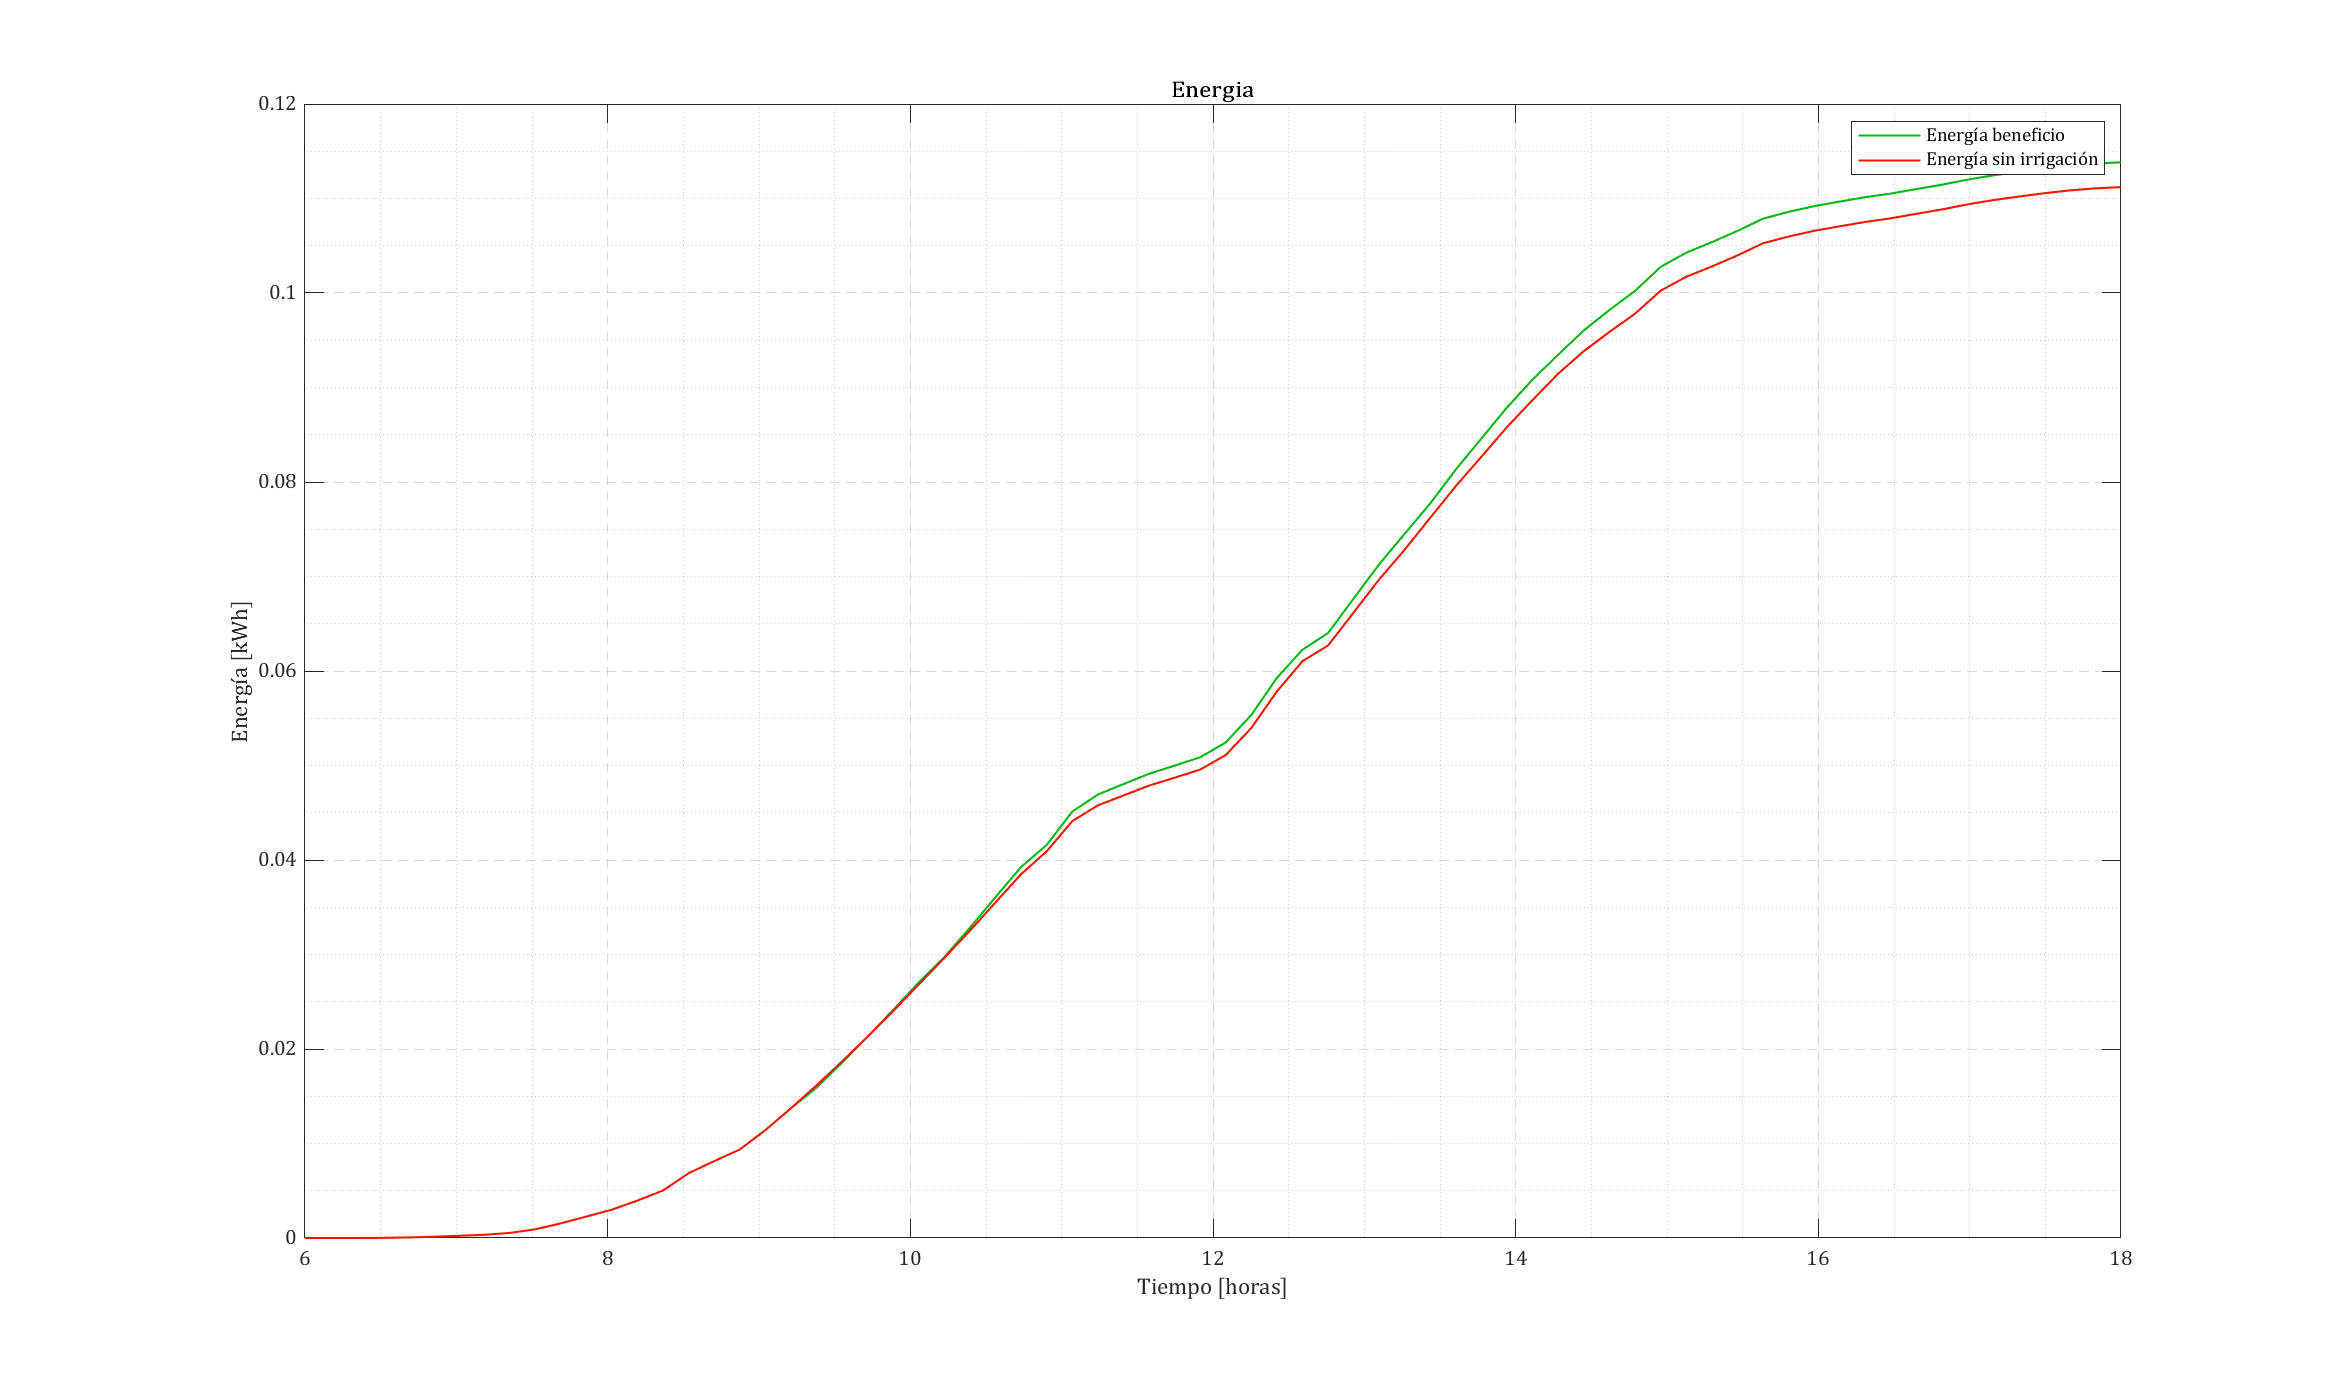 Energia
0.12
0.1
0.08
0.06
0.04
0.02
0
Energía [kWh]
6 8 10 12 14 16 18
Tiempo [horas]
Energía beneficio
Energía sin irrigación